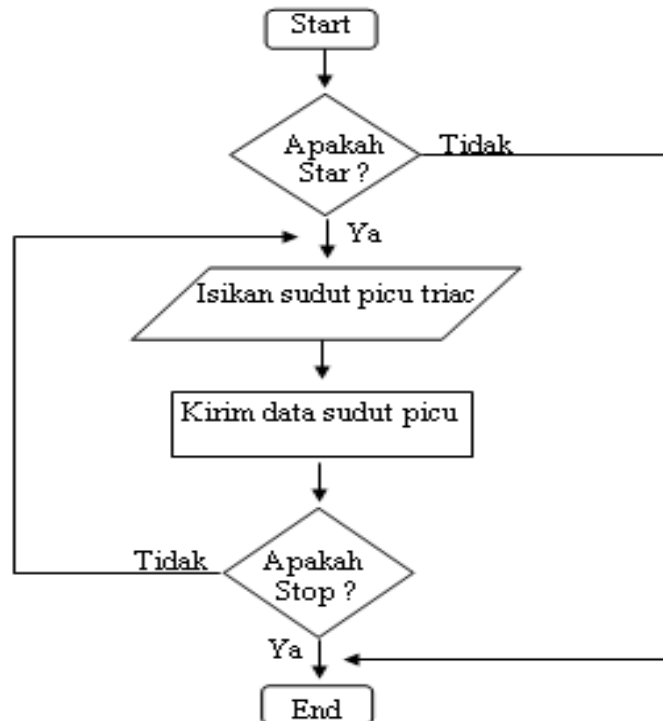 Start
Apakah
Star ?
Tidak
Ya
Isikan sudut picu triac
Kirim data sudut picu
Tidak
Apakah
Stop ?
Ya
End